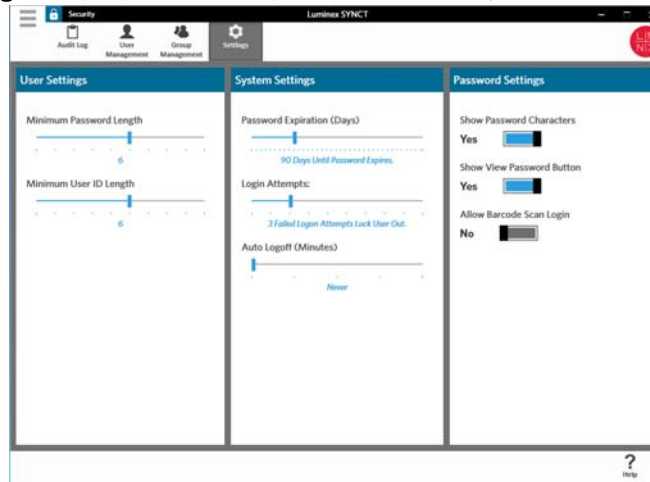 Security
Luminex SYNCT
Audit Log
User Management
Group Management
Settings
User Settings
Minimum Password Length
6
Minimum User ID Length
6
System Settings
Password Expiration (Days)
90 Days Until Password Expires.
Login Attempts:
3 Failed Logon Attempts Lock User Out.
Auto Logoff (Minutes)
Never
Password Settings
Show Password Characters
Yes
Show View Password Button
Yes
Allow Barcode Scan Login
No
?
Help